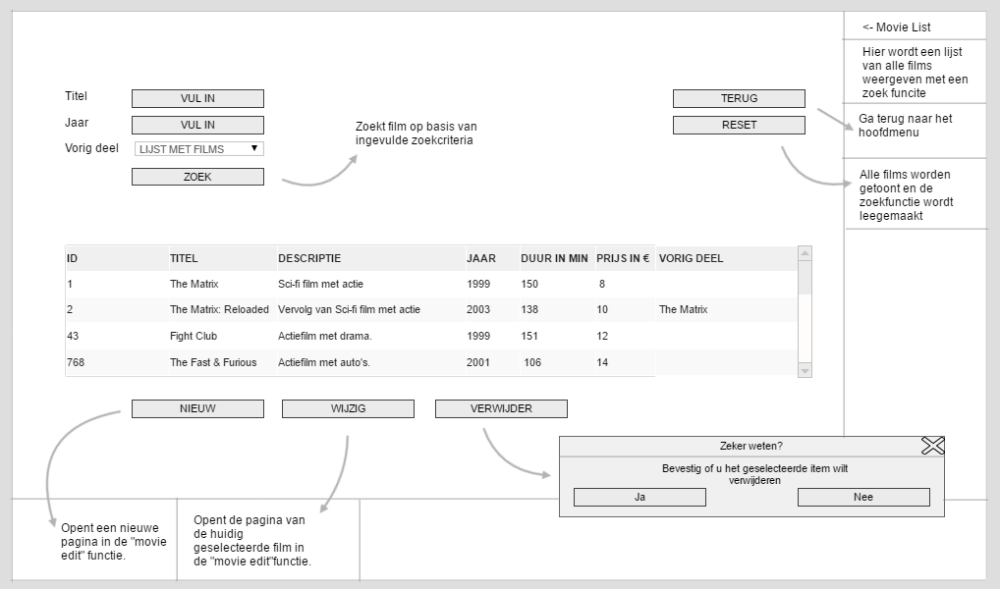 <- Movie List
Hier wordt een lijst
van alle films
weergeven met een
zoek funcite
Titel
VUL IN
TERUG
Ga terug naar het
hoofdmenu
Jaar
VUL IN
RESET
Zoekt film op basis van
ingevulde zoekcriteria
Vorig deel
LIJST MET FILMS
ZOEK
Alle films worden
getoont en de
zoekfunctie wordt
leegemaakt
ID TITEL DESCRIPTIE JAAR DUUR IN MIN PRIJS IN € VORIG DEEL
1 The Matrix Sci-fi film met actie 1999 150 8
2 The Matrix: Reloaded Vervolg van Sci-fi film met actie 2003 138 10 The Matrix
43 Fight Club Actiefilm met drama. 1999 151 12
768 The Fast & Furious Actiefilm met auto's. 2001 106 14
NIEUW WIJZIG VERWIJDER
Zeker weten?
Bevestig of u het geselecteerde item wilt
verwijderen
Ja Nee
Opent een nieuwe
pagina in de "movie
edit" functie.
Opent de pagina van
de huidig
geselecteerde film in
de "movie edit"functie.